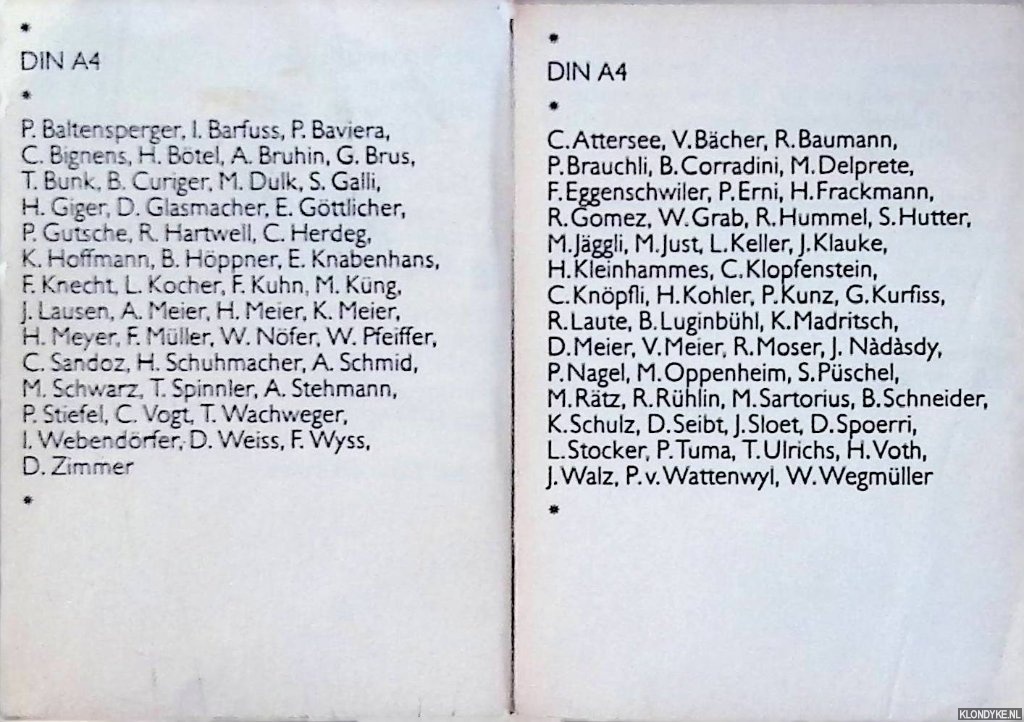 *
DIN A4
*
P. Baltensperger, I. Barfuss, P. Baviera,
C. Bignens, H. Bötel, A. Bruhin, G. Brus,
T. Bunk, B. Curiger, M. Dulk, S. Galli,
H. Giger, D. Glasmacher, E. Göttlicher,
P. Gutsche, R. Hartwell, C. Herdeg,
K. Hoffmann, B. Höppner, E. Knabenhans,
F. Knecht, L. Kocher, F. Kuhn, M. Küng,
J. Lausen, A. Meier, H. Meier, K. Meier,
H. Meyer, F. Müller, W. Nöfer, W. Pfeiffer,
C. Sandoz, H. Schuhmacher, A. Schmid,
M. Schwarz, T. Spinnler, A. Stehmann,
P. Stiefel, C. Vogt, T. Wachweger,
I. Webendörfer, D. Weiss, F. Wyss,
D. Zimmer
*
*
DIN A4
*
C. Attersee, V. Bächer, R. Baumann,
P. Brauchli, B. Corradini, M. Delprete,
F. Eggenschwiler, P. Erni, H. Frackmann,
R. Gomez, W. Grab, R. Hummel, S. Hutter,
M. Jäggli, M. Just, L. Keller, J. Klauke,
H. Kleinhammes, C. Klopfenstein,
C. Knöpfli, H. Kohler, P. Kunz, G. Kurfiss,
R. Laute, B. Luginbühl, K. Madritsch,
D. Meier, V. Meier, R. Moser, J. Nàdàsdy,
P. Nagel, M. Oppenheim, S. Püschel,
M. Rätz, R. Rühlin, M. Sartorius, B. Schneider,
K. Schulz, D. Seibt, J. Sloet, D. Spoerri,
L. Stocker, P. Tuma, T. Ulrichs, H. Voth,
J. Walz, P. v. Wattenwyl, W. Wegmüller
*
KLONDYKE.NL